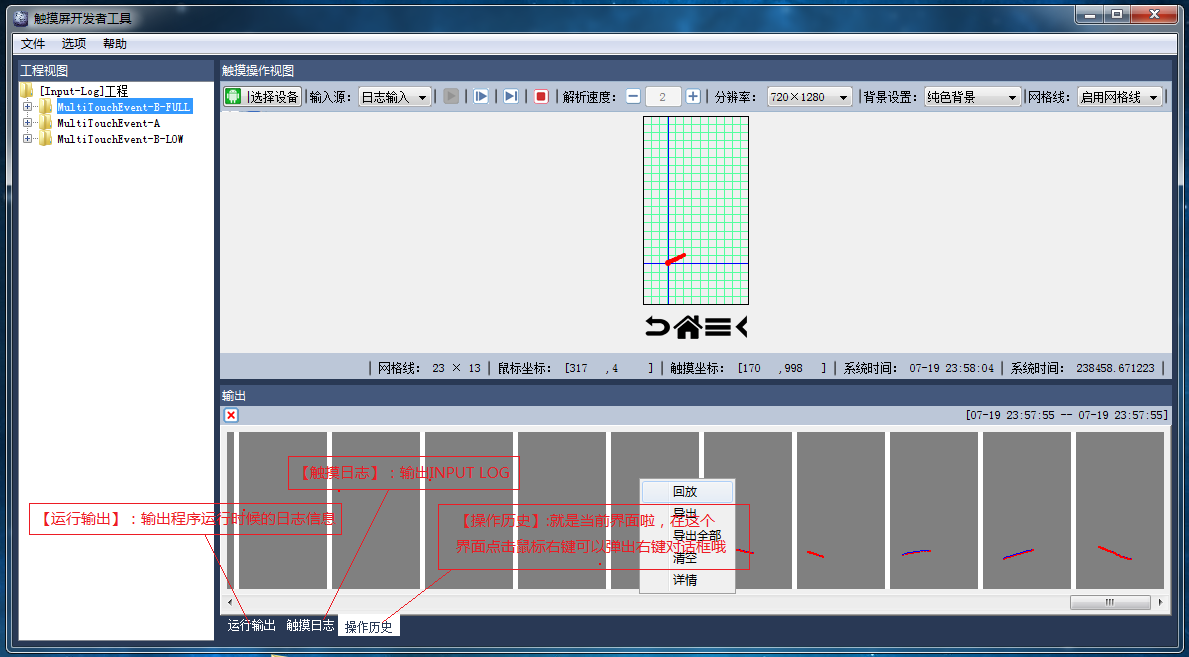 触摸屏开发者工具
文件 选项 帮助
工程视图
[Input-Log]工程
MultiTouchEvent-B-FULL
MultiTouchEvent-A
MultiTouchEvent-B-LOW
触摸操作视图
|选择设备 |输入源: 日志输入 | | | | 解析速度: 2 | 分辨率: 720×1280 |背景设置: 纯色背景 |网格线: 启用网格线 |
| 网格线: 23 × 13 | 鼠标坐标: [317 ,4 ] | 触摸坐标: [170 ,998 ] | 系统时间: 07-19 23:58:04 | 系统时间: 238458.671223 |
输出
[07-19 23:57:55 -- 07-19 23:57:55]
【触摸日志】:输出INPUT LOG
【运行输出】:输出程序运行时候的日志信息
【操作历史】:就是当前界面啦,在这个
界面点击鼠标右键可以弹出右键对话框哦
回放
导出
导出全部
清空
详情
运行输出 触摸日志 操作历史